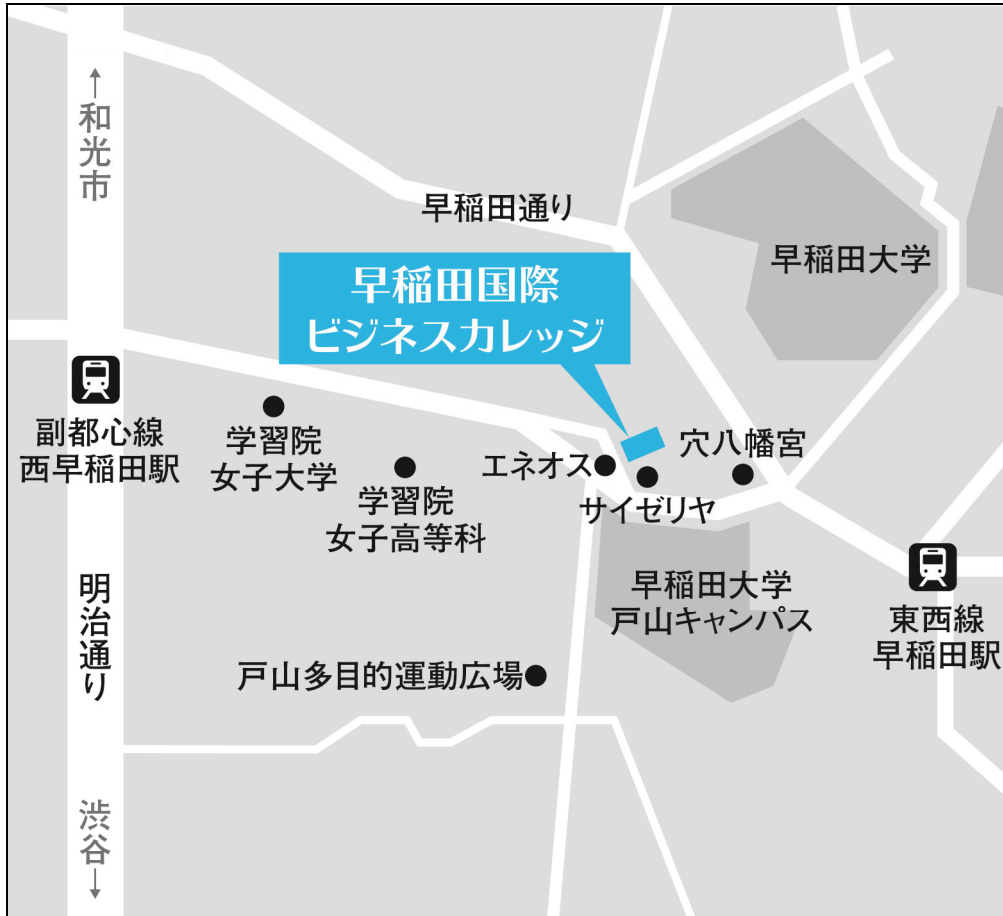 ↑
和光市
早稲田通り
早稲田国際
ビジネスカレッジ
早稲田大学
副都心線
西早稲田駅
学習院
女子大学
学習院
女子高等科
エネオス
サイゼリヤ
穴八幡宮
早稲田大学
戸山キャンパス
東西線
早稲田駅
明治通り
戸山多目的運動広場
渋谷
↓